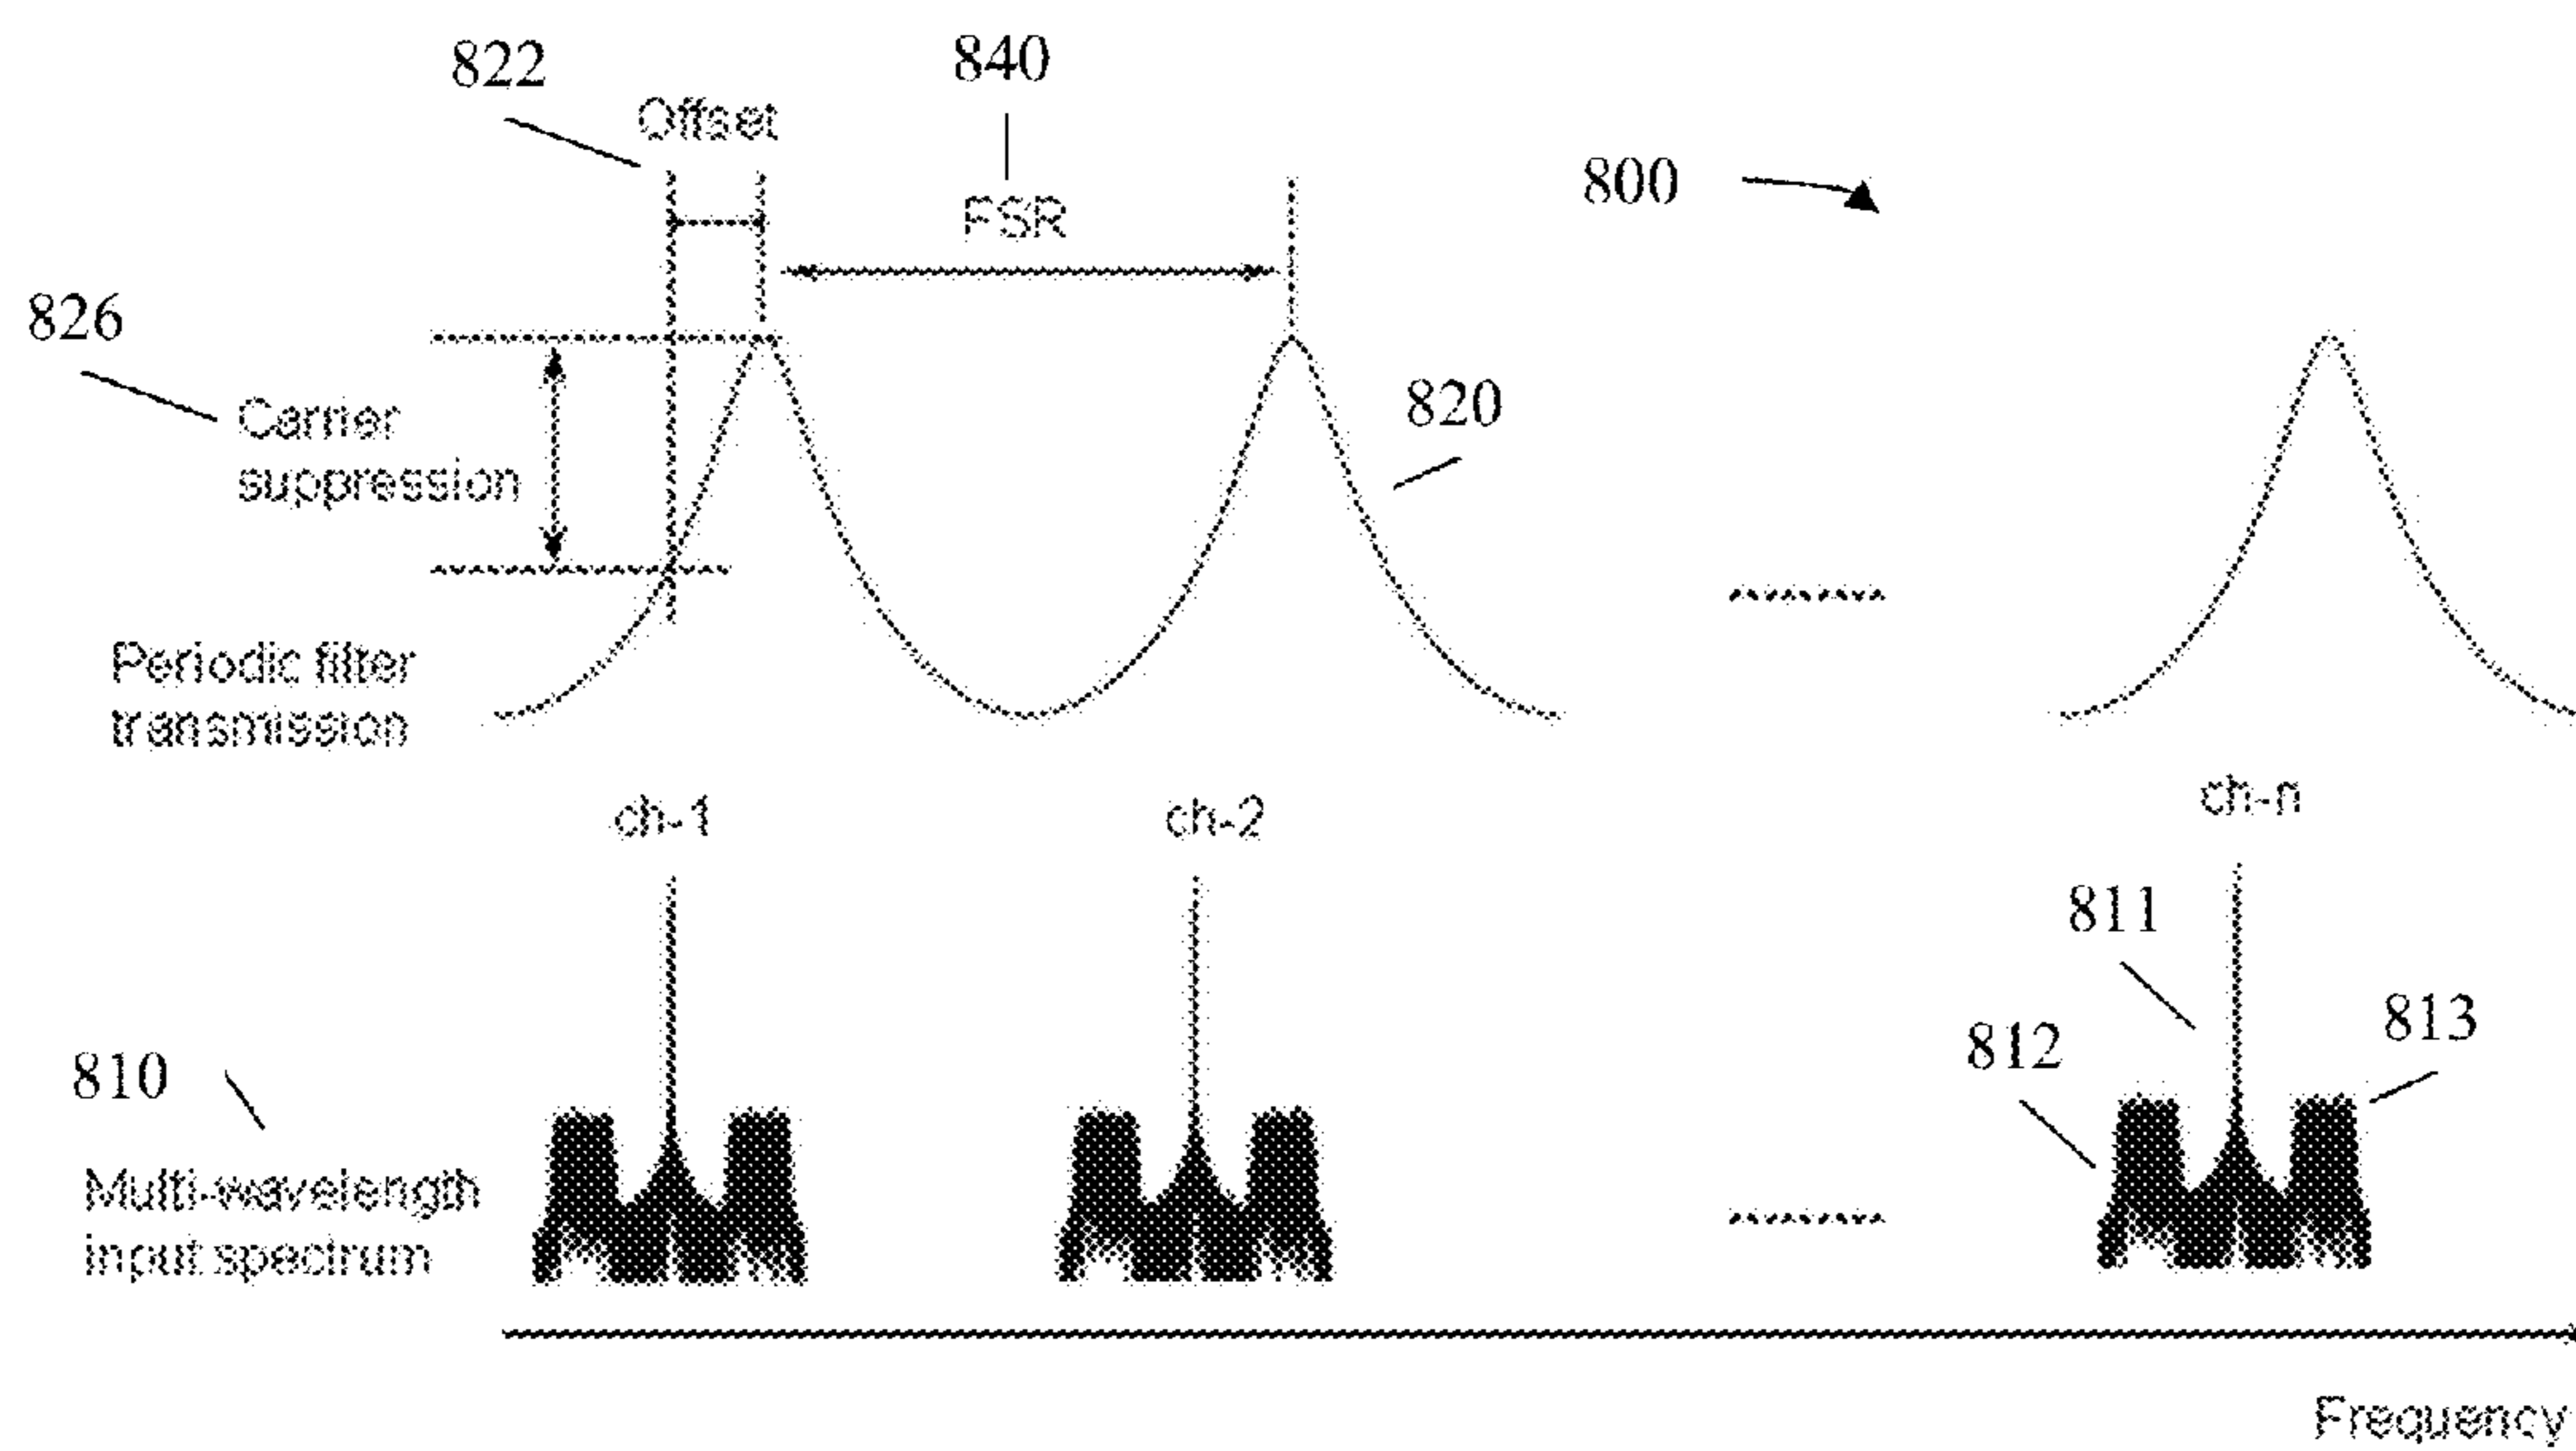 822
840
Offset
800
FSR
826
820
Carrier
suppression
Periodic filter
transmission
ch-1
ch-2
ch-n
811
812
813
810
Multi-wavelength
input spectrum
Frequency